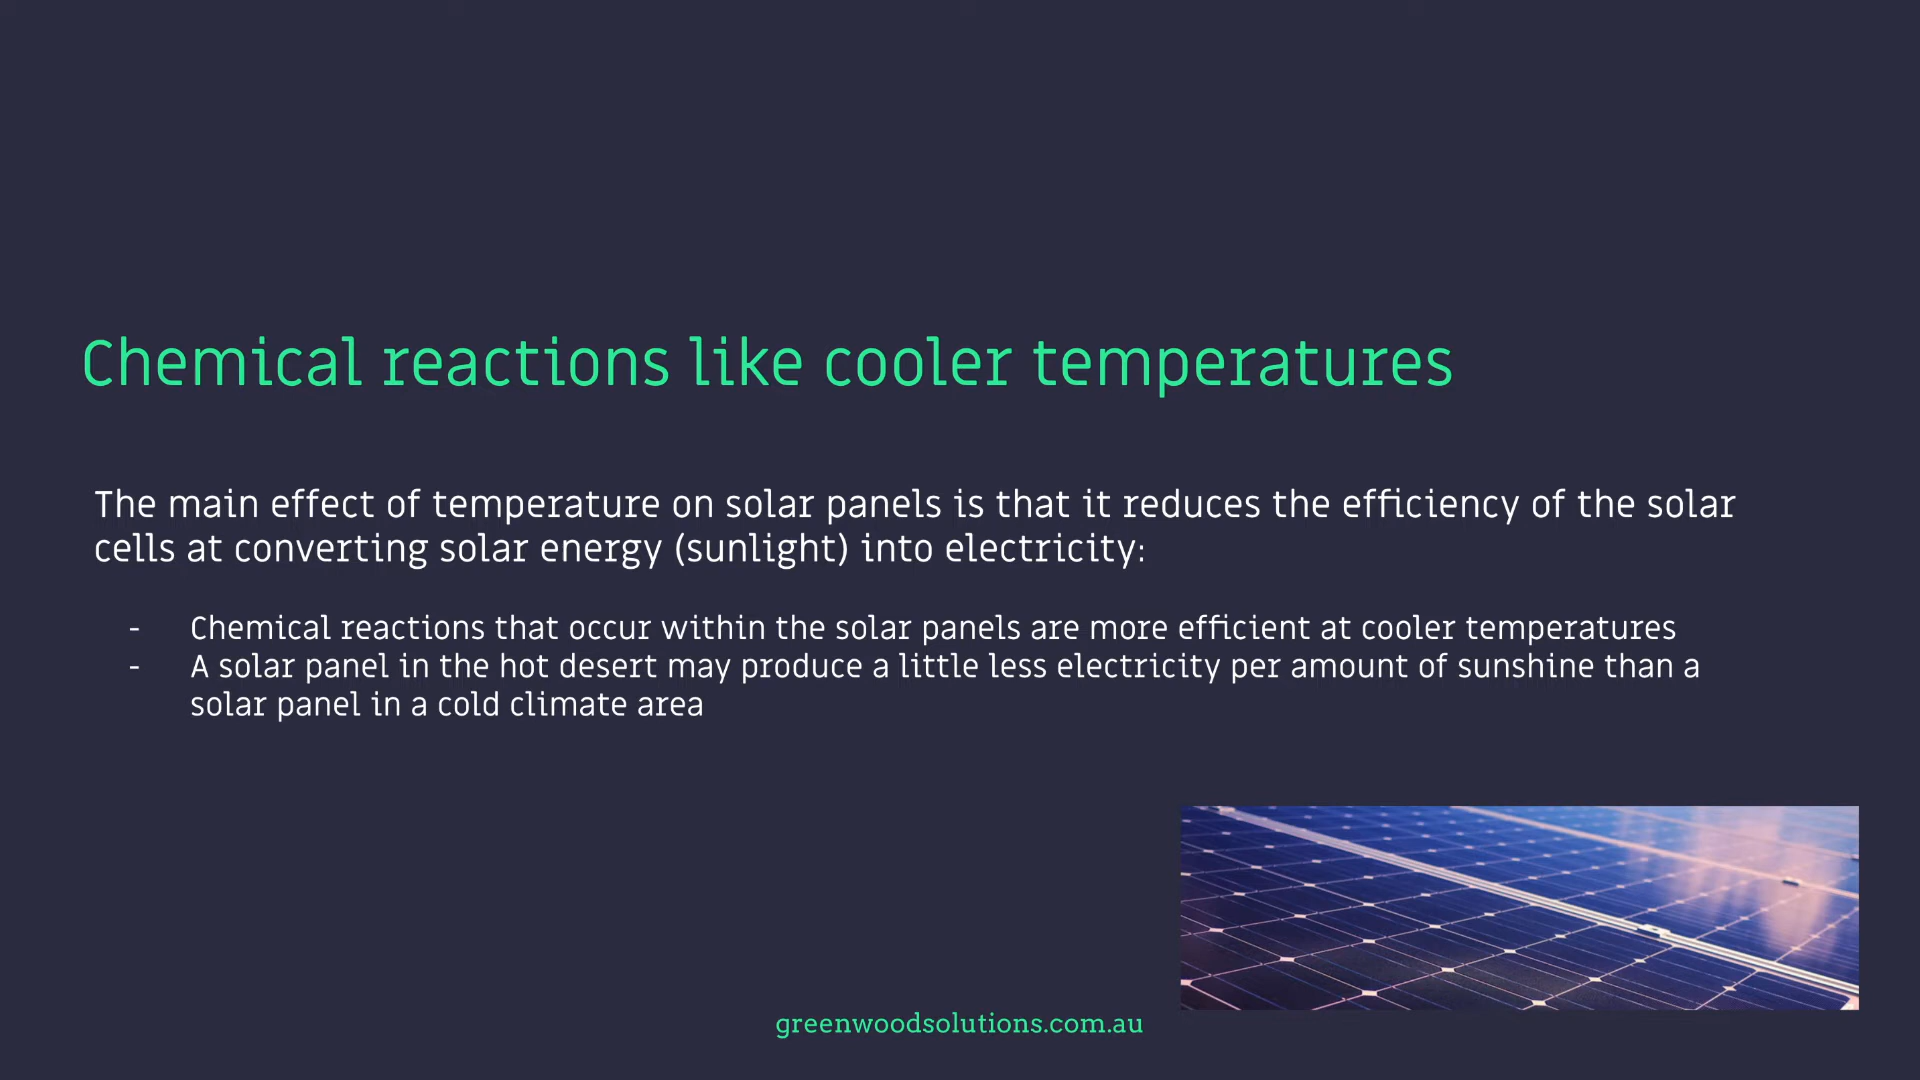 Chemical reactions like cooler temperatures
The main effect of temperature on solar panels is that it reduces the efficiency of the solar
cells at converting solar energy (sunlight) into electricity:
- Chemical reactions that occur within the solar panels are more efficient at cooler temperatures
- A solar panel in the hot desert may produce a little less electricity per amount of sunshine than a
solar panel in a cold climate area
greenwoodsolutions.com.au